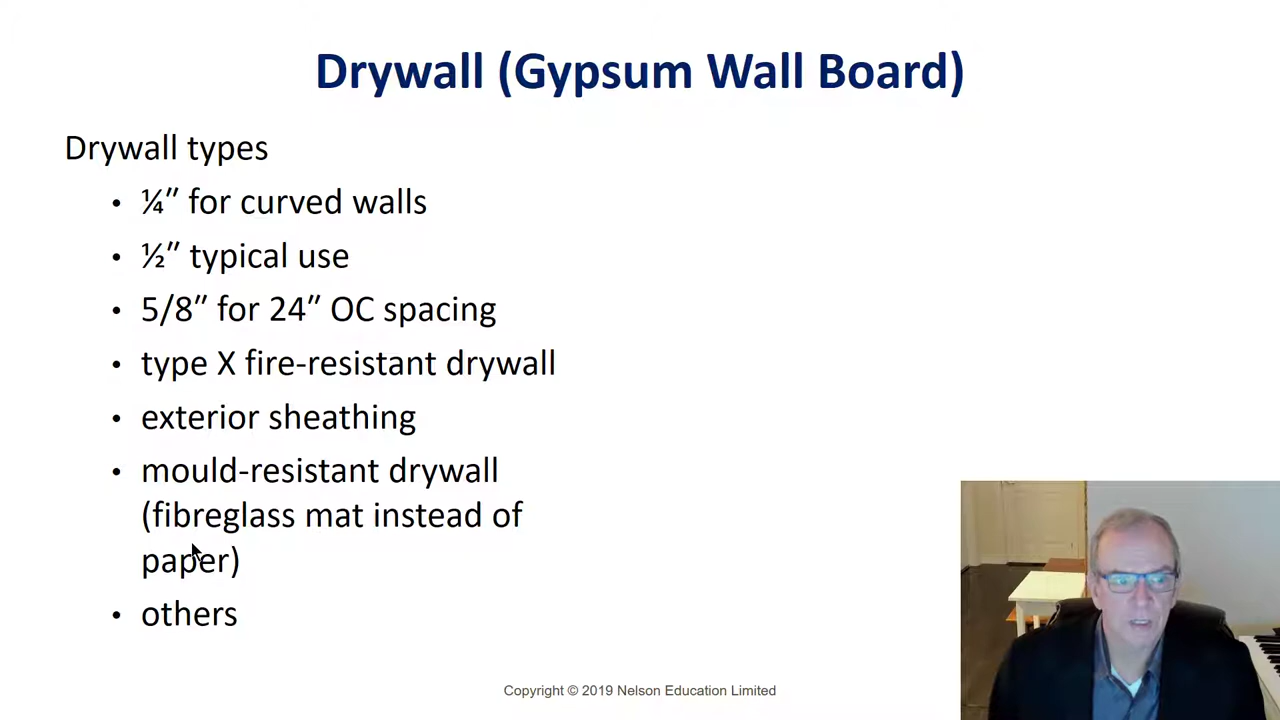 Drywall (Gypsum Wall Board)
Drywall types
• ¼″ for curved walls
• ½″ typical use
• 5/8″ for 24″ OC spacing
• type X fire-resistant drywall
• exterior sheathing
• mould-resistant drywall
(fibreglass mat instead of
paper)
• others
Copyright © 2019 Nelson Education Limited